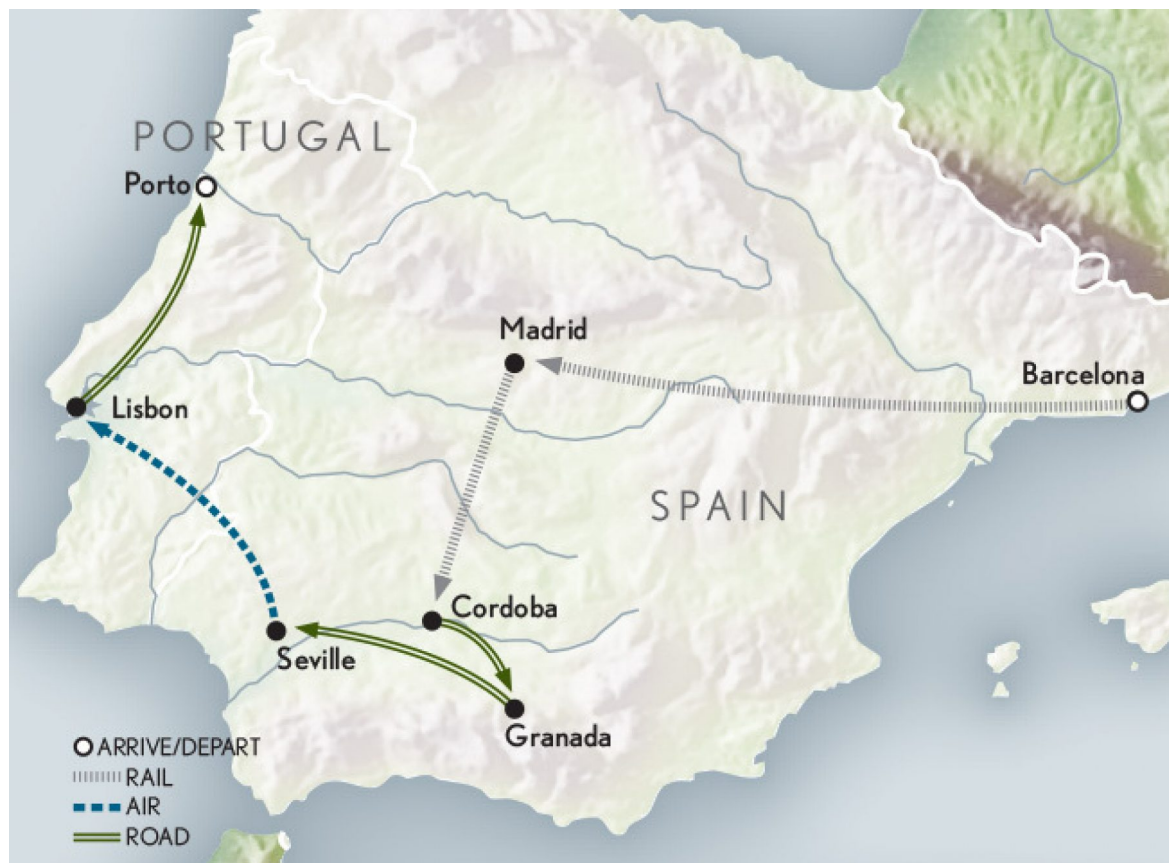 PORTUGAL
Porto
Madrid
Barcelona
Lisbon
SPAIN
Cordoba
Seville
Granada
ARRIVE/DEPART
RAIL
AIR
ROAD